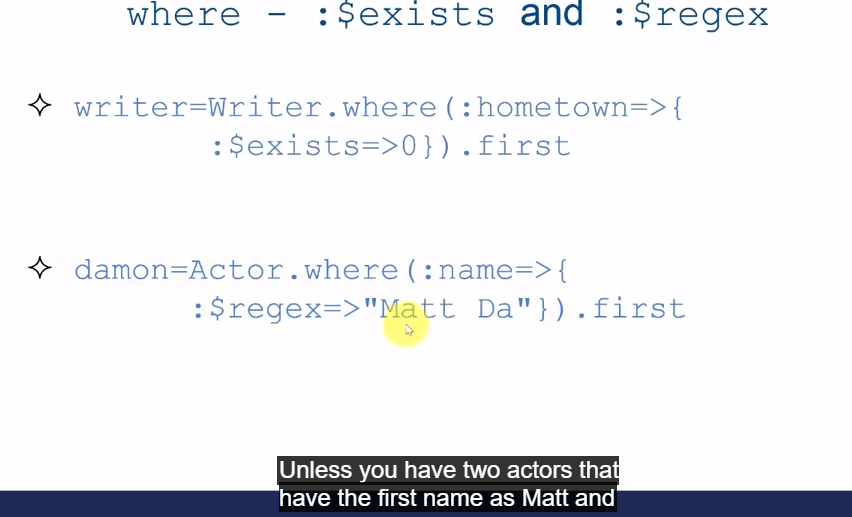 where - :$exists and :$regex
writer=Writer.where(:hometown=>{
:$exists=>0}).first
damon=Actor.where(:name=>{
:$regex=>"Matt Da"}).first
Unless you have two actors that
have the first name as Matt and